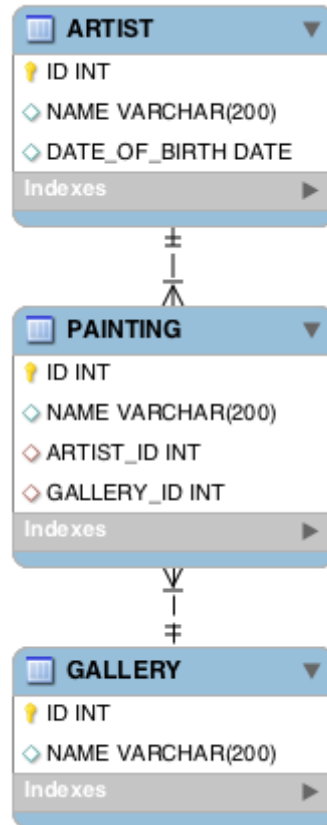 ARTIST
ID INT
NAME VARCHAR(200)
DATE_OF_BIRTH DATE
Indexes
PAINTING
ID INT
NAME VARCHAR(200)
ARTIST_ID INT
GALLERY_ID INT
Indexes
GALLERY
ID INT
NAME VARCHAR(200)
Indexes